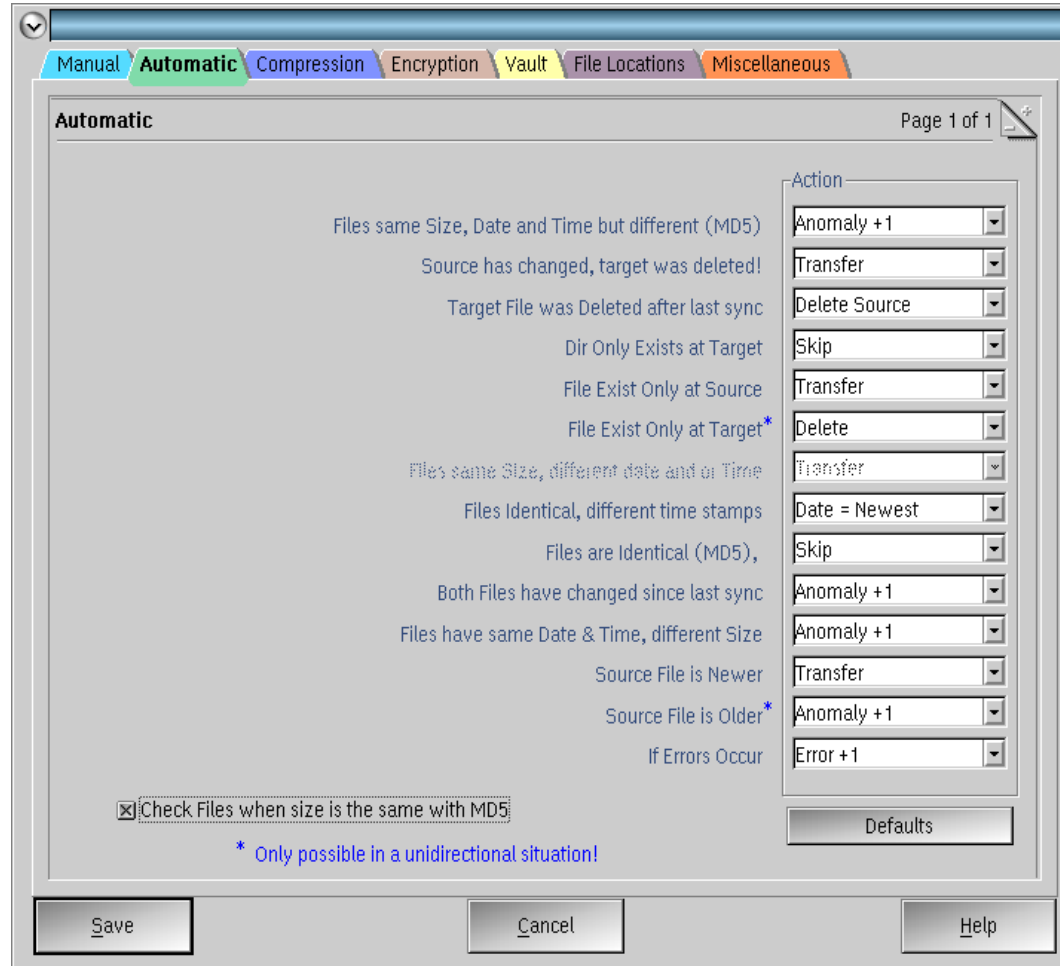 Manual Automatic Compression Encryption Vault File Locations Miscellaneous
Automatic Page 1 of 1
Action
Files same Size, Date and Time but different (MD5) Anomaly +1
Source has changed, target was deleted! Transfer
Target File was Deleted after last sync Delete Source
Dir Only Exists at Target Skip
File Exist Only at Source Transfer
File Exist Only at Target* Delete
Files same Size, different date and or Time Transfer
Files Identical, different time stamps Date = Newest
Files are Identical (MD5), Skip
Both Files have changed since last sync Anomaly +1
Files have same Date & Time, different Size Anomaly +1
Source File is Newer Transfer
Source File is Older* Anomaly +1
If Errors Occur Error +1
Check Files when size is the same with MD5
Defaults
* Only possible in a unidirectional situation!
Save Cancel Help